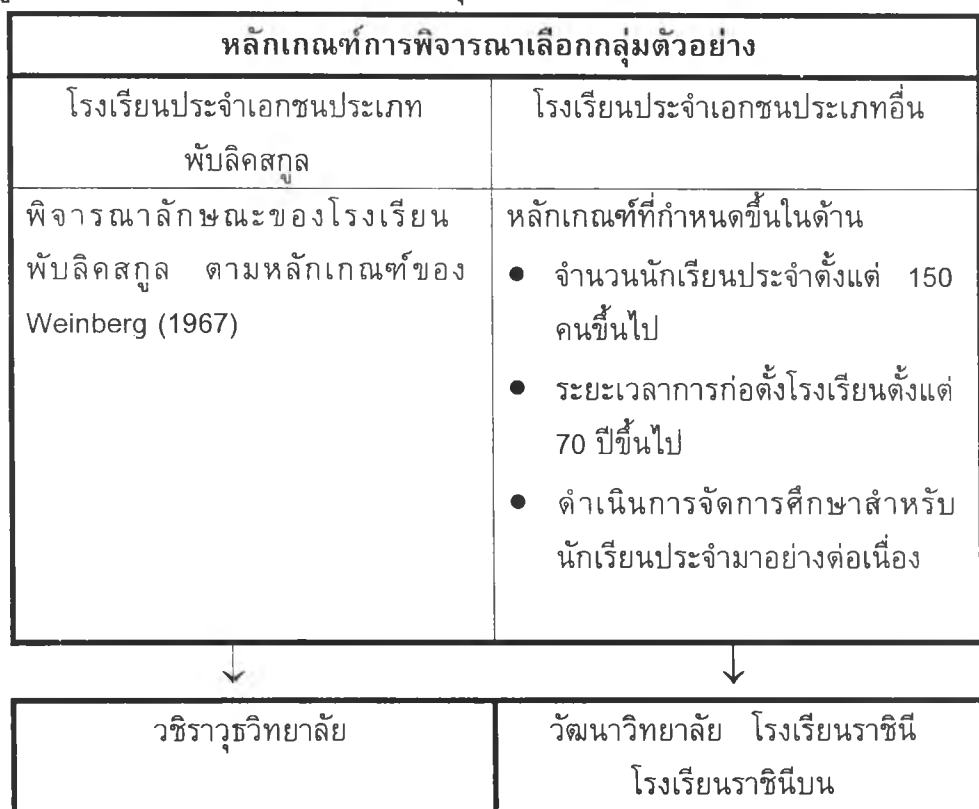 หลักเกณฑ์การพิจารณาเลือกกลุ่มตัวอย่าง
โรงเรียนประจำเอกชนประเภท
พับลิคสกูล
โรงเรียนประจำเอกชนประเภทอื่น
พิจารณาลักษณะของโรงเรียน
พับลิคสกูล ตามหลักเกณฑ์ของ
Weinberg (1967)
หลักเกณฑ์ที่กำหนดขึ้นในด้าน
● จำนวนนักเรียนประจำตั้งแต่ 150
คนขึ้นไป
● ระยะเวลาการก่อตั้งโรงเรียนตั้งแต่
70 ปีขึ้นไป
● ดำเนินการจัดการศึกษาสำหรับ
นักเรียนประจำมาอย่างต่อเนื่อง
วชิราวุธวิทยาลัย
วัฒนาวิทยาลัย โรงเรียนราชินี
โรงเรียนราชินีบน